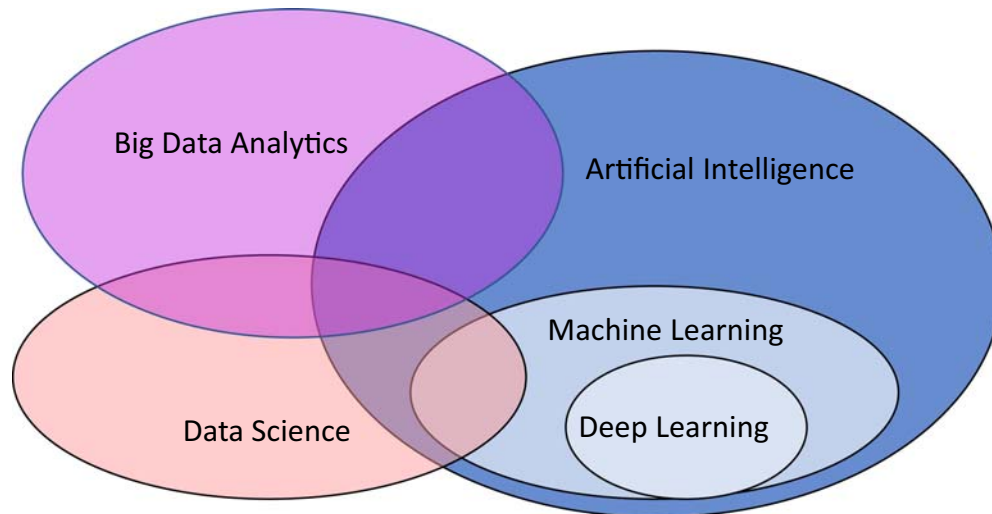 Big Data Analytics
Artificial Intelligence
Machine Learning
Data Science
Deep Learning